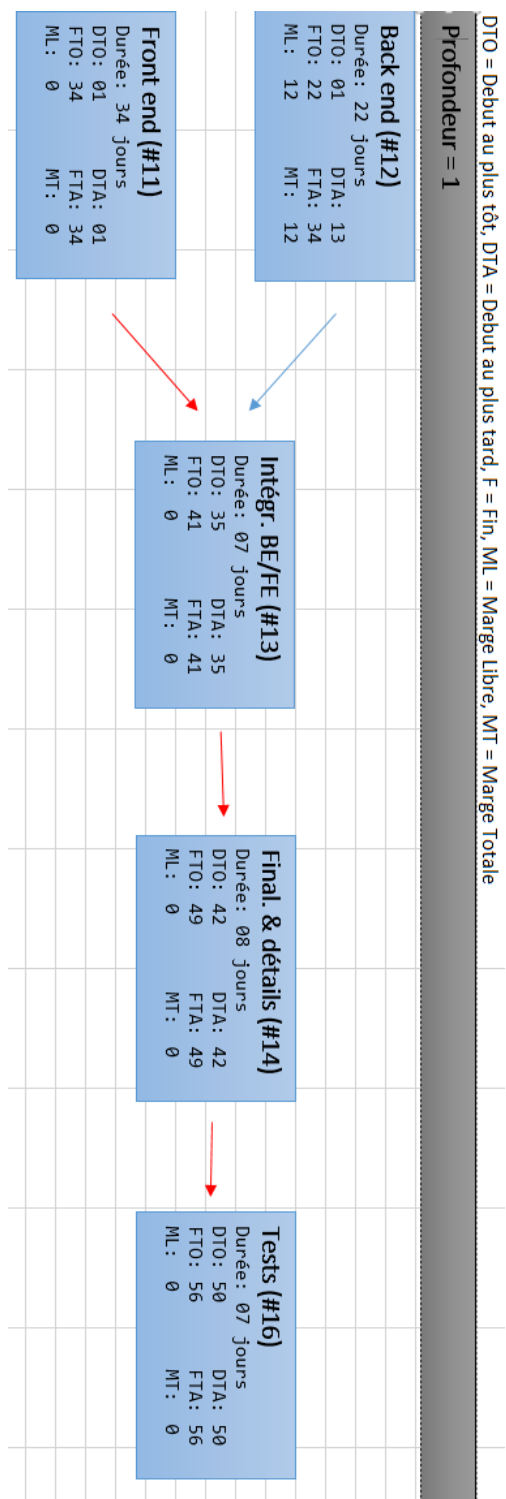 DTO = Debut au plus tôt, DTA = Debut au plus tard, F = Fin, ML = Marge Libre, MT = Marge Totale
Profondeur = 1
Back end (#12)
Durée: 22 jours
DTO: 01 DTA: 13
FTO: 22 FTA: 34
ML: 12 MT: 12
Front end (#11)
Durée: 34 jours
DTO: 01 DTA: 01
FTO: 34 FTA: 34
ML: 0 MT: 0
Intégr. BE/FE (#13)
Durée: 07 jours
DTO: 35 DTA: 35
FTO: 41 FTA: 41
ML: 0 MT: 0
Final. & détails (#14)
Durée: 08 jours
DTO: 42 DTA: 42
FTO: 49 FTA: 49
ML: 0 MT: 0
Tests (#16)
Durée: 07 jours
DTO: 50 DTA: 50
FTO: 56 FTA: 56
ML: 0 MT: 0